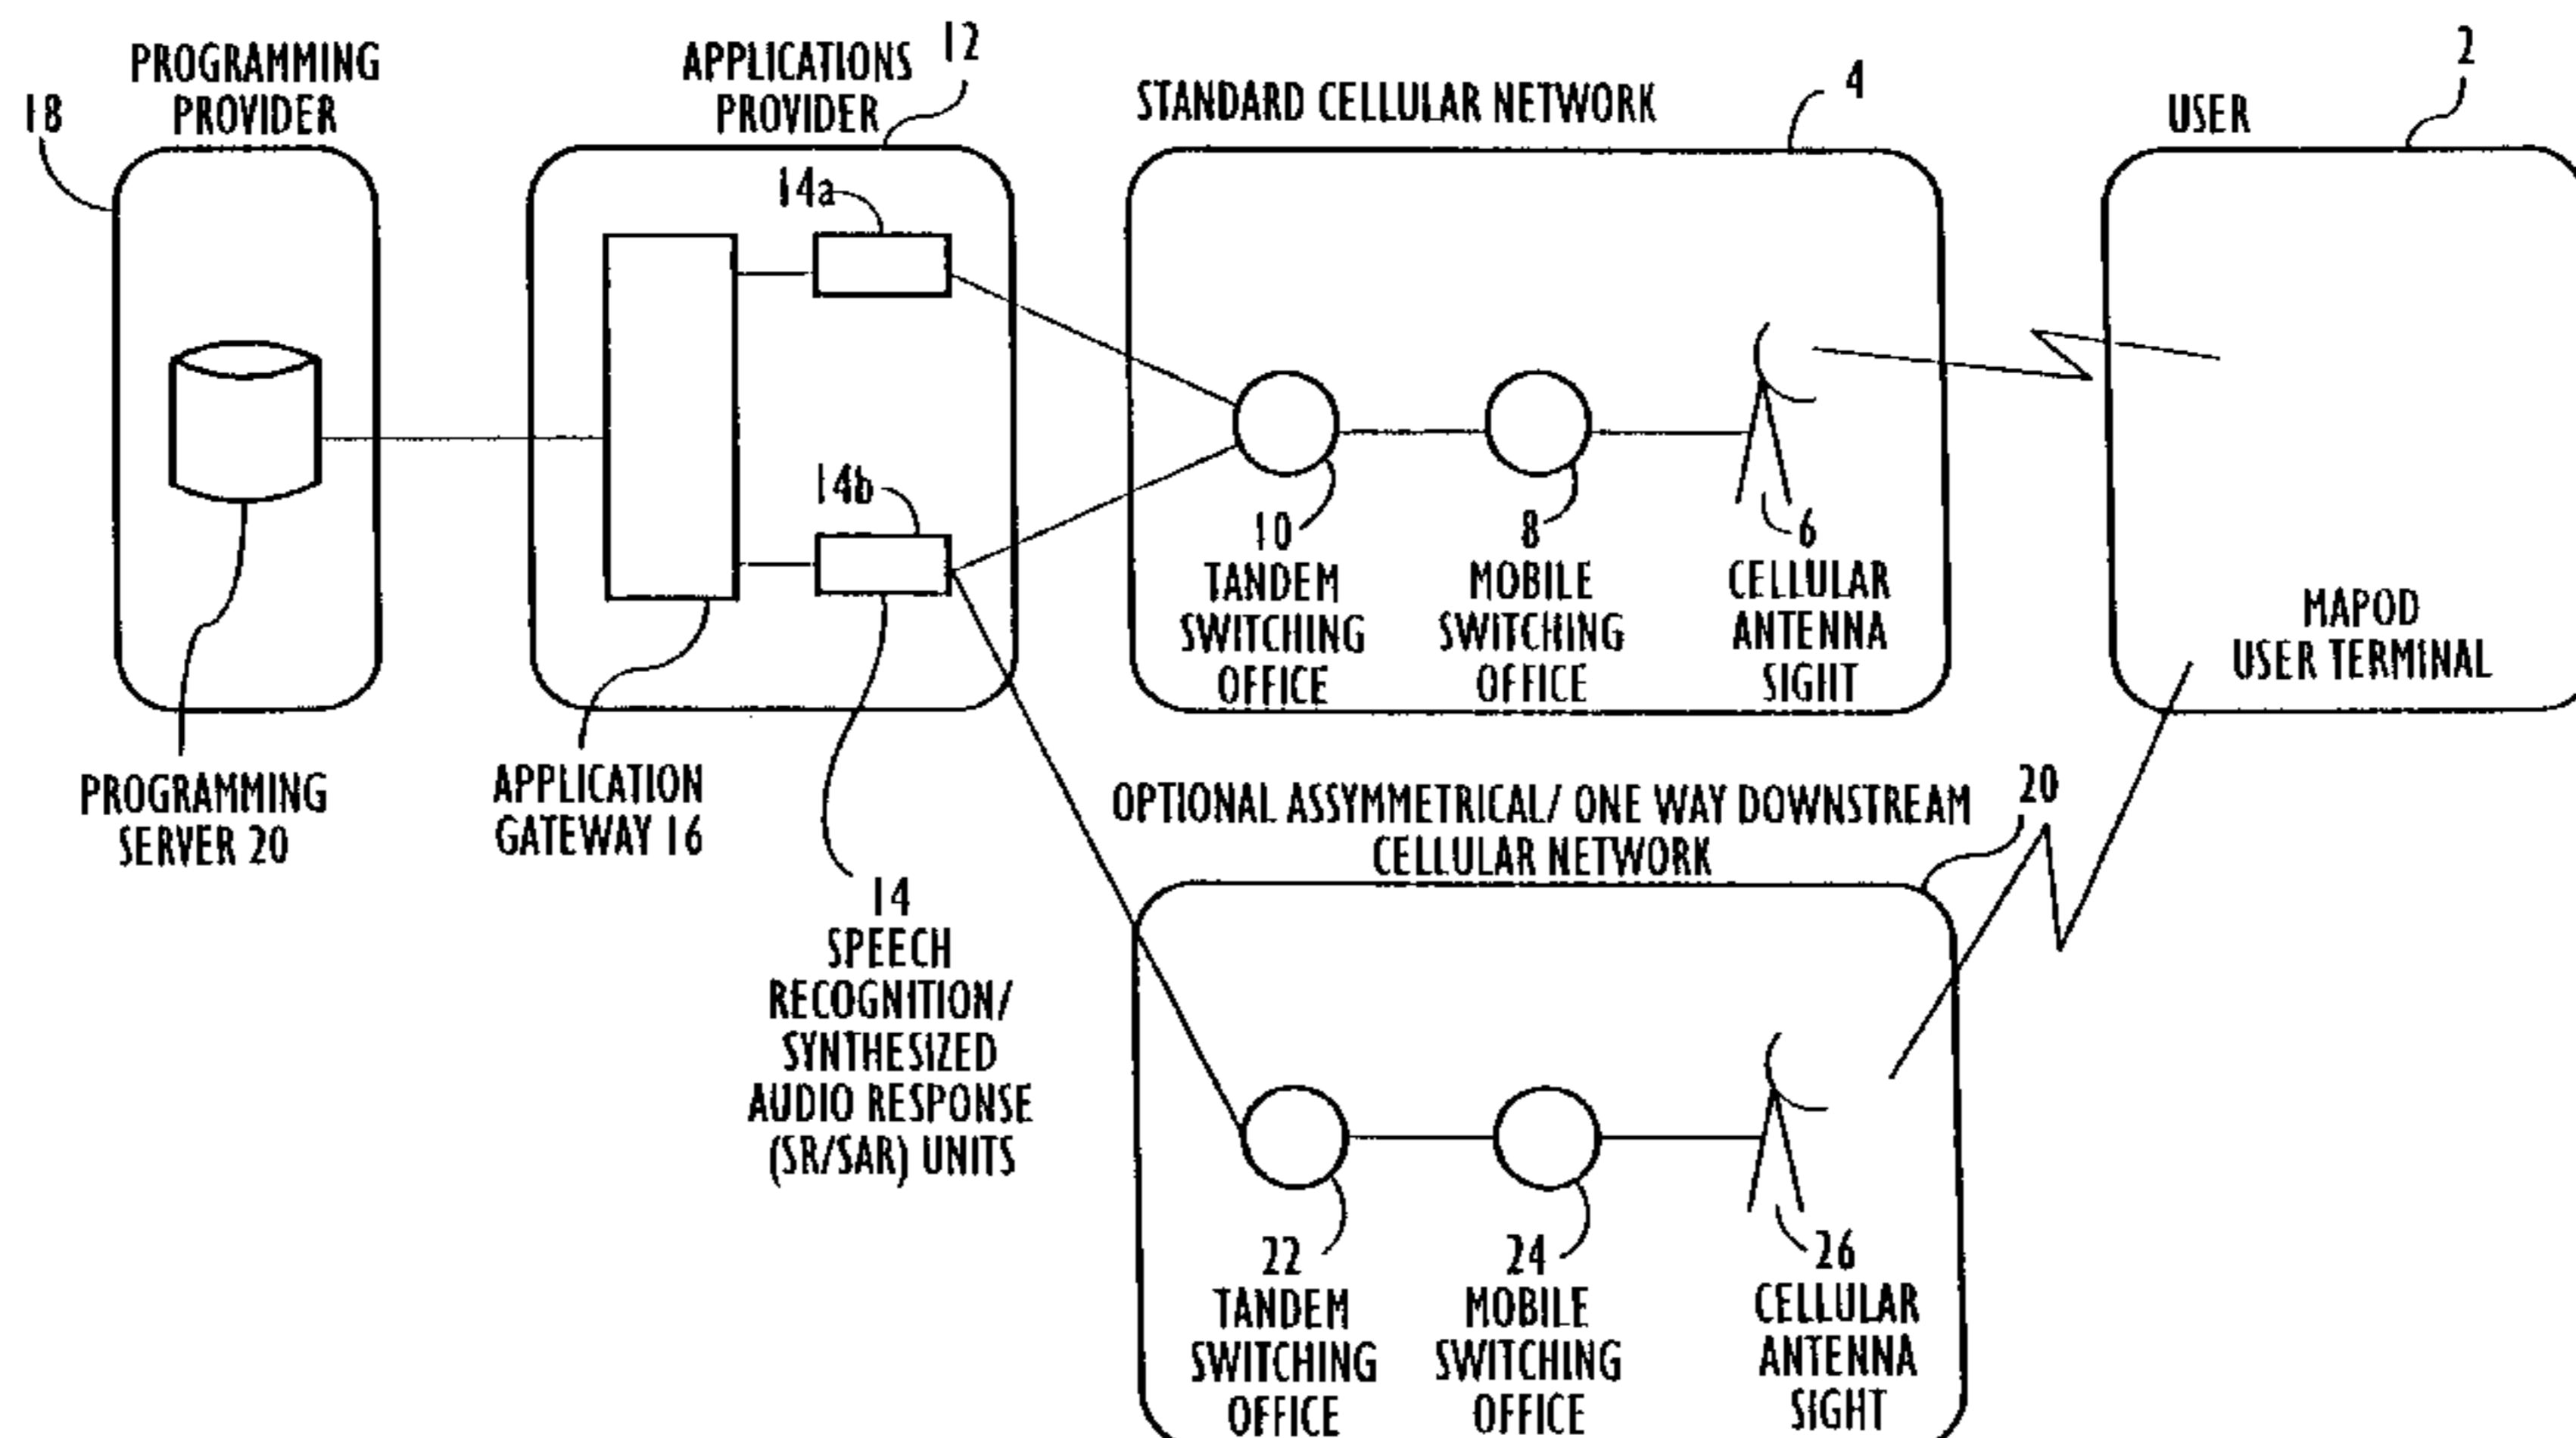 PROGRAMMING
PROVIDER
18
APPLICATIONS
PROVIDER
12
14a
14b
PROGRAMMING
SERVER 20
APPLICATION
GATEWAY 16
14
SPEECH
RECOGNITION/
SYNTHESIZED
AUDIO RESPONSE
(SR/SAR) UNITS
STANDARD CELLULAR NETWORK
4
10
TANDEM
SWITCHING
OFFICE
8
MOBILE
SWITCHING
OFFICE
6
CELLULAR
ANTENNA
SIGHT
USER
2
MAPOD
USER TERMINAL
OPTIONAL ASSYMMETRICAL/ ONE WAY DOWNSTREAM
CELLULAR NETWORK
20
22
TANDEM
SWITCHING
OFFICE
24
MOBILE
SWITCHING
OFFICE
26
CELLULAR
ANTENNA
SIGHT